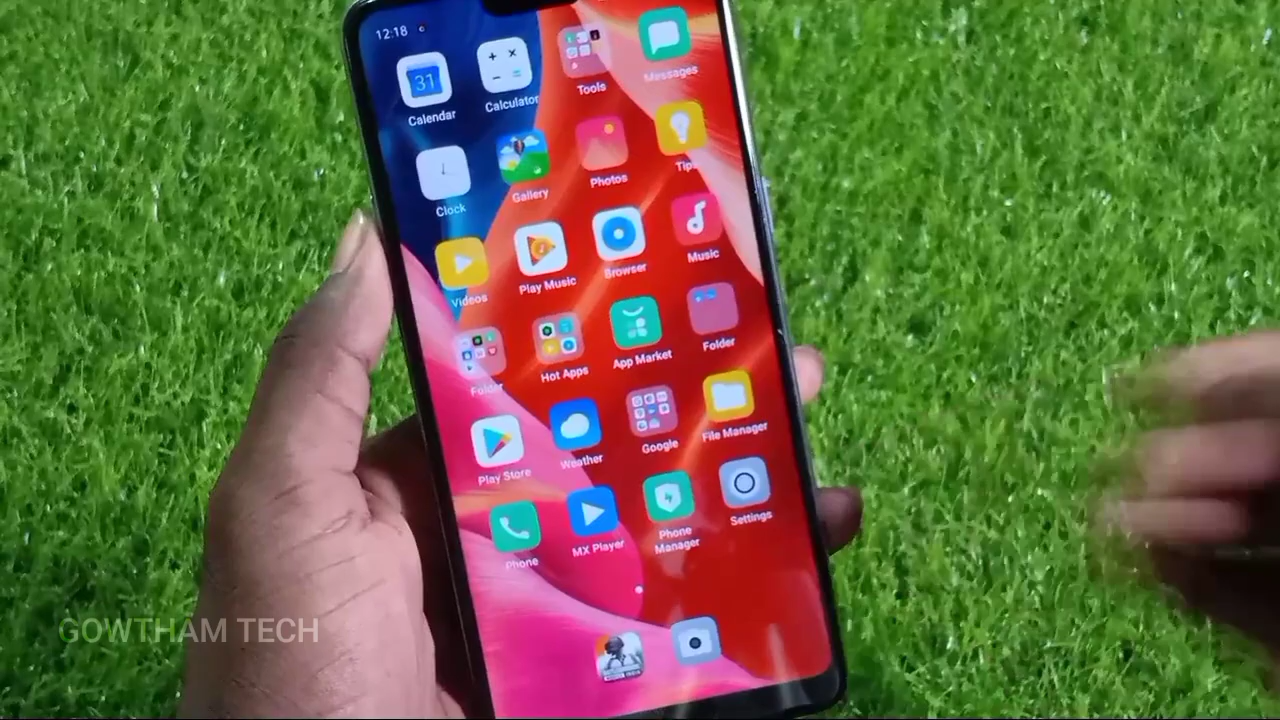 12:18
31
Calendar
Calculator
Tools
Messages
Clock
Gallery
Photos
Tips
Videos
Play Music
Browser
Music
Folder
Hot Apps
App Market
Folder
Play Store
Weather
Google
File Manager
Phone
MX Player
Phone
Manager
Settings
GOWTHAM TECH